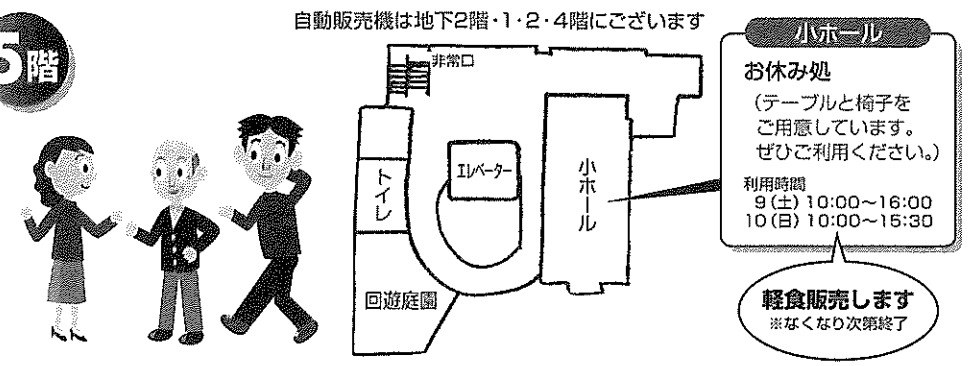 5階
自動販売機は地下2階・1・2・4階にございます
非常口
エレベーター
トイレ
小ホール
回遊庭園
小ホール
お休み処
(テーブルと椅子を
ご用意しています。
ぜひご利用ください。)
利用時間
9(土)10:00〜16:00
10(日)10:00〜15:30
軽食販売します
※なくなり次第終了